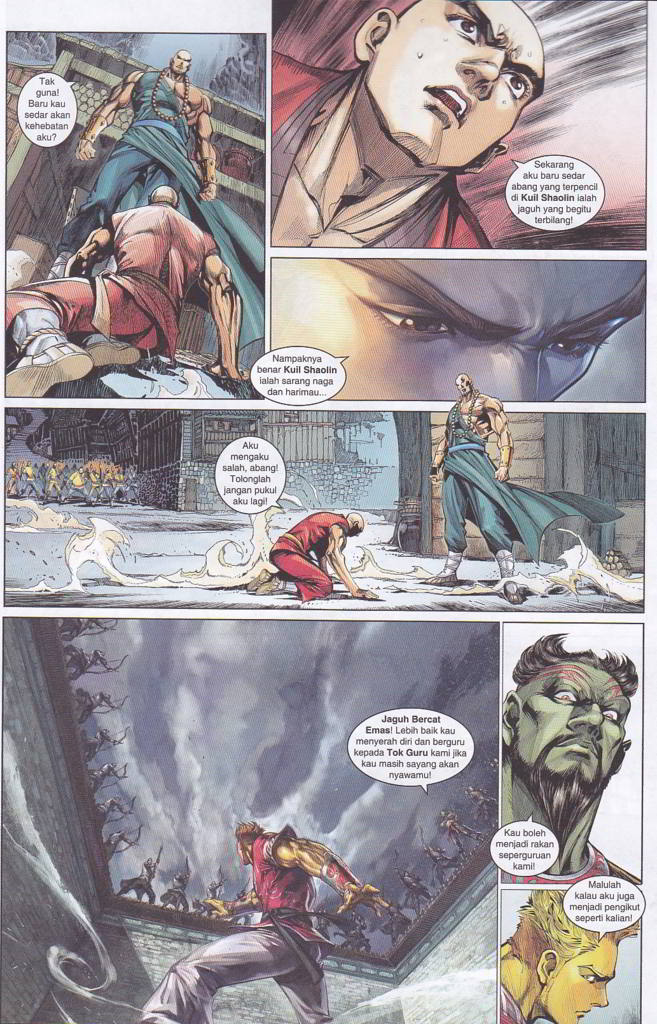 Tak
guna!
Baru kau
sedar akan
kehebatan
aku?
Sekarang
aku baru sedar
abang yang terpencil
di Kuil Shaolin ialah
jaguh yang begitu
terbilang!
Nampaknya
benar Kuil Shaolin
ialah sarang naga
dan harimau...
Aku
mengaku
salah, abang!
Tolonglah
jangan pukul
aku lagi!
Jaguh Bercat
Emas! Lebih baik kau
menyerah diri dan berguru
kepada Tok Guru kami jika
kau masih sayang akan
nyawamu!
Kau boleh
menjadi rakan
seperguruan
kami!
Malulah
kalau aku juga
menjadi pengikut
seperti kalian!